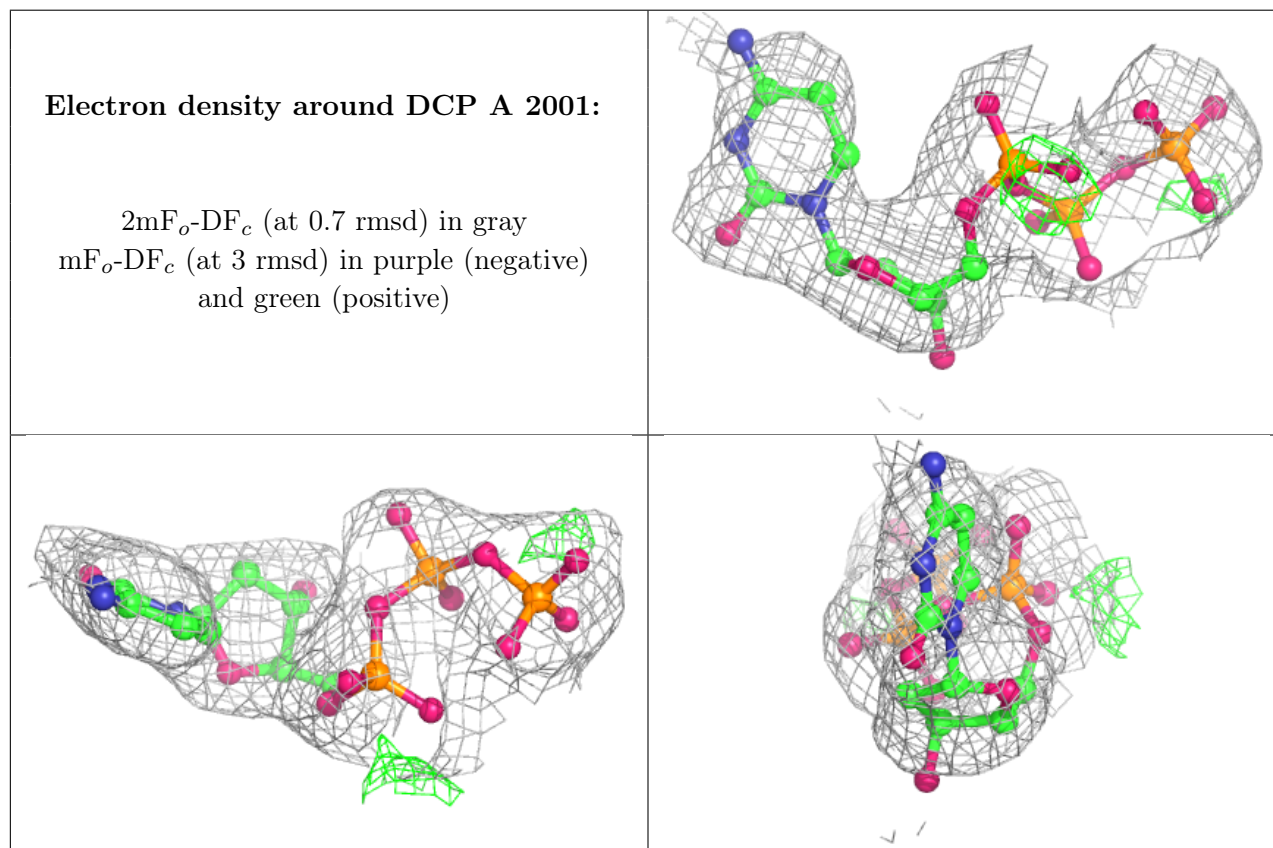 Electron density around DCP A 2001:
2mFo-DFc (at 0.7 rmsd) in gray
mFo-DFc (at 3 rmsd) in purple (negative)
and green (positive)